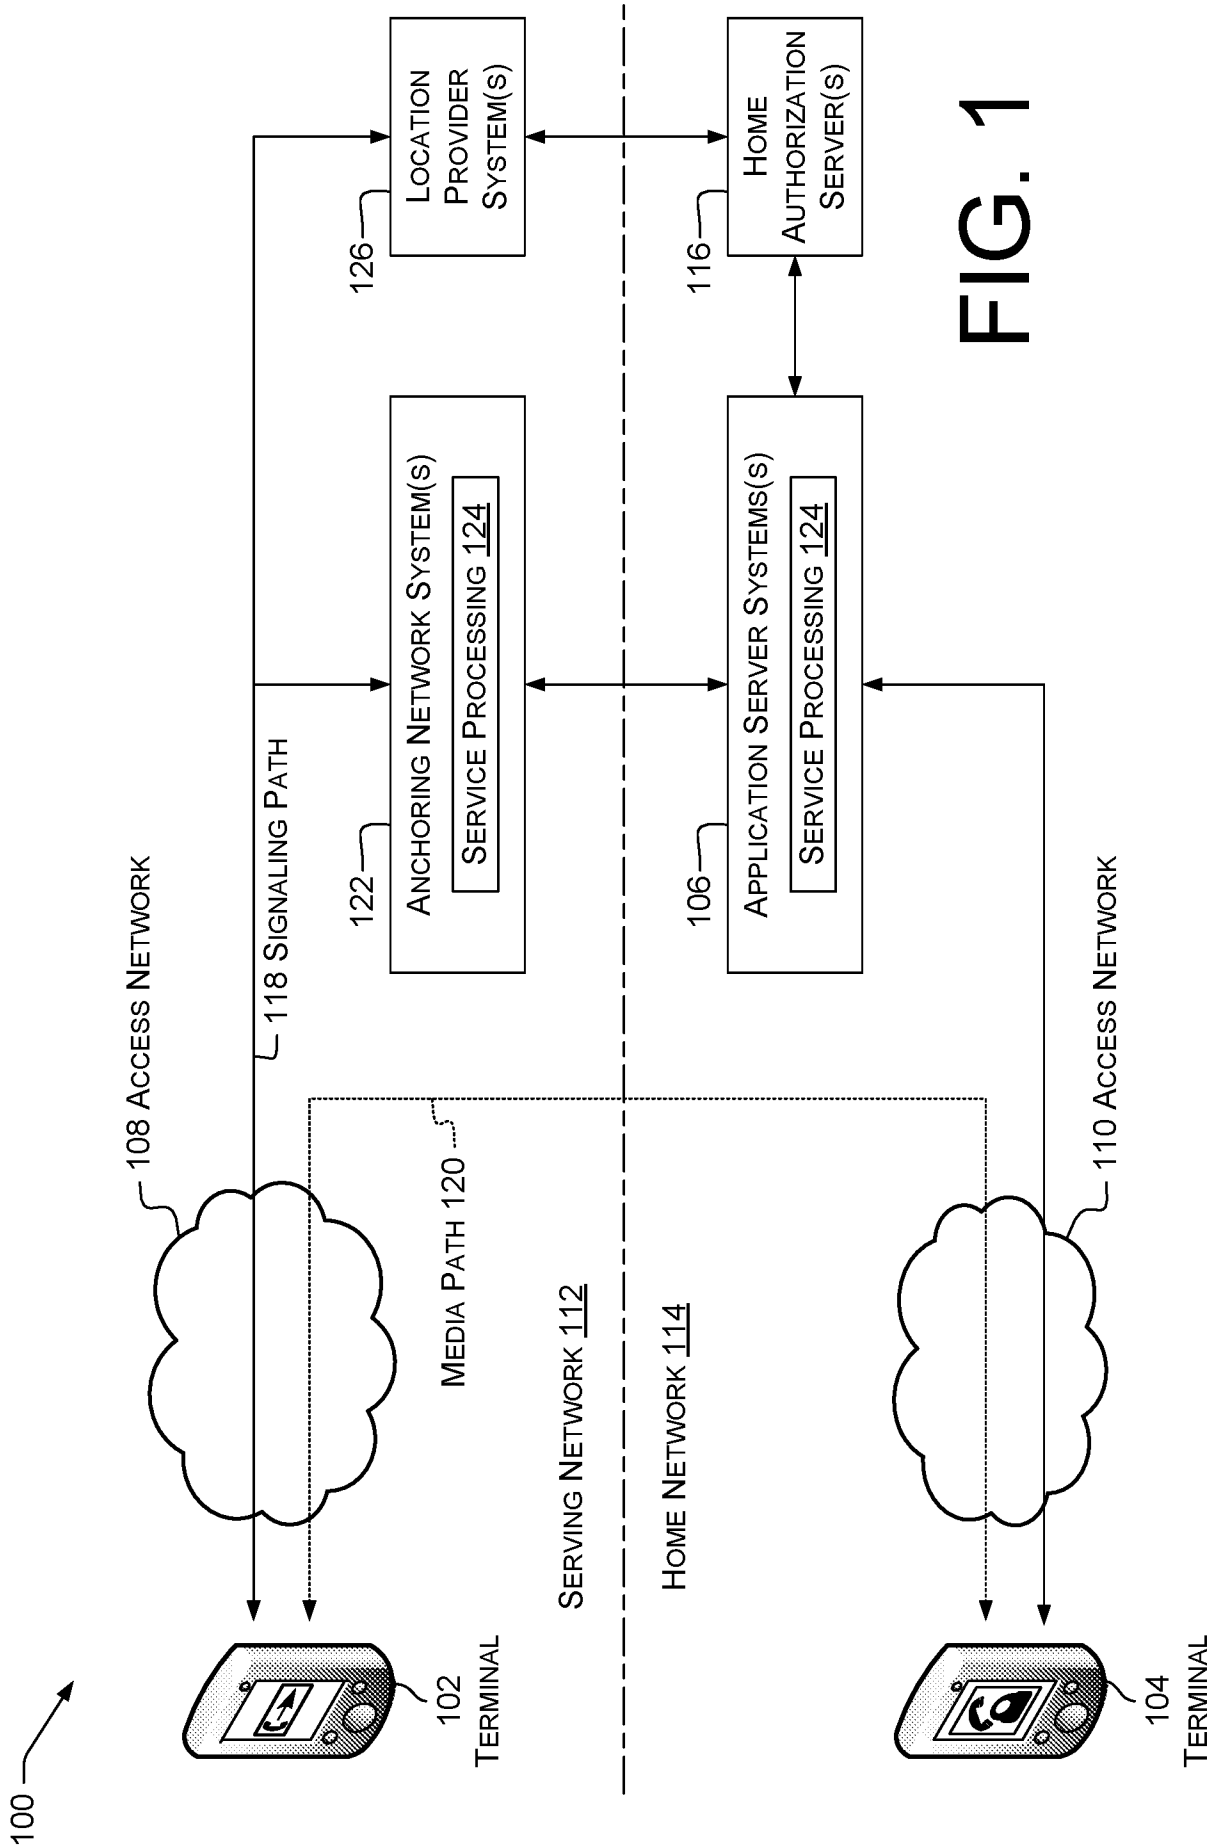 100
108 ACCESS NETWORK
118 SIGNALING PATH
102
TERMINAL
MEDIA PATH 120
122
ANCHORING NETWORK SYSTEM(S)
SERVICE PROCESSING 124
126
LOCATION
PROVIDER
SYSTEM(S)
SERVING NETWORK 112
HOME NETWORK 114
106
APPLICATION SERVER SYSTEMS(S)
SERVICE PROCESSING 124
116
HOME
AUTHORIZATION
SERVER(S)
110 ACCESS NETWORK
104
TERMINAL
FIG. 1